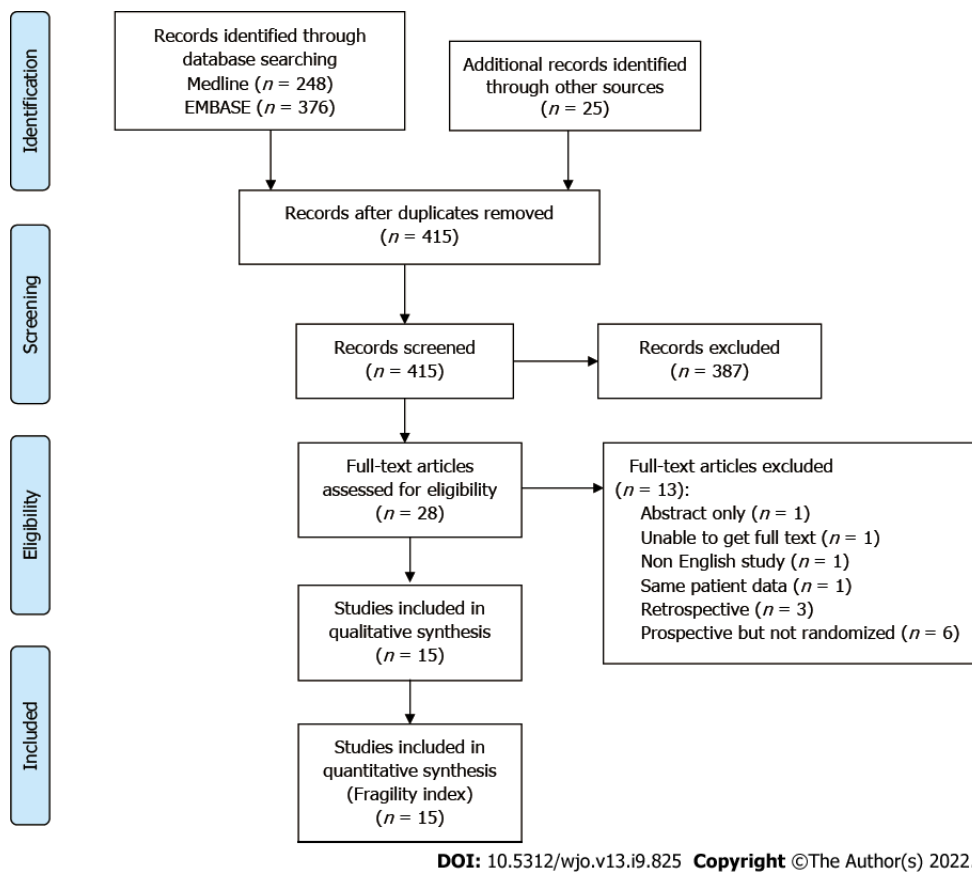 Identification
Records identified through
database searching
Medline (n = 248)
EMBASE (n = 376)
Additional records identified
through other sources
(n = 25)
Records after duplicates removed
(n = 415)
Screening
Records screened
(n = 415)
Records excluded
(n = 387)
Eligibility
Full-text articles
assessed for eligibility
(n = 28)
Full-text articles excluded
(n = 13):
Abstract only (n = 1)
Unable to get full text (n = 1)
Non English study (n = 1)
Same patient data (n = 1)
Retrospective (n = 3)
Prospective but not randomized (n = 6)
Studies included in
qualitative synthesis
(n = 15)
Included
Studies included in
quantitative synthesis
(Fragility index)
(n = 15)
DOI: 10.5312/wjo.v13.i9.825 Copyright ©The Author(s) 2022.